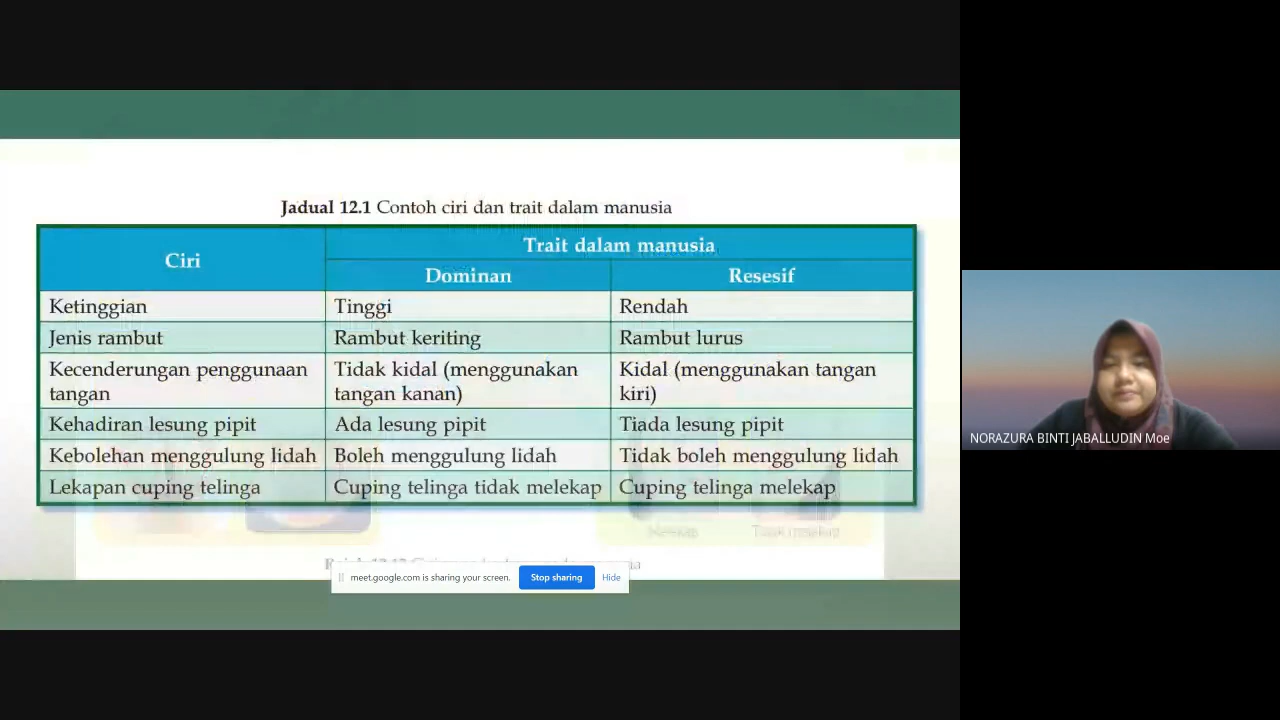 Jadual 12.1 Contoh ciri dan trait dalam manusia
Ciri
Trait dalam manusia
Dominan
Resesif
Ketinggian
Tinggi
Rendah
Jenis rambut
Rambut keriting
Rambut lurus
Kecenderungan penggunaan
tangan
Tidak kidal (menggunakan
tangan kanan)
Kidal (menggunakan tangan
kiri)
Kehadiran lesung pipit
Ada lesung pipit
Tiada lesung pipit
Kebolehan menggulung lidah
Boleh menggulung lidah
Tidak boleh menggulung lidah
Lekapan cuping telinga
Cuping telinga tidak melekap
Cuping telinga melekap
Melekap
Tidak melekap
meet.google.com is sharing your screen.
Stop sharing
Hide
NORAZURA BINTI JABALLUDIN Moe